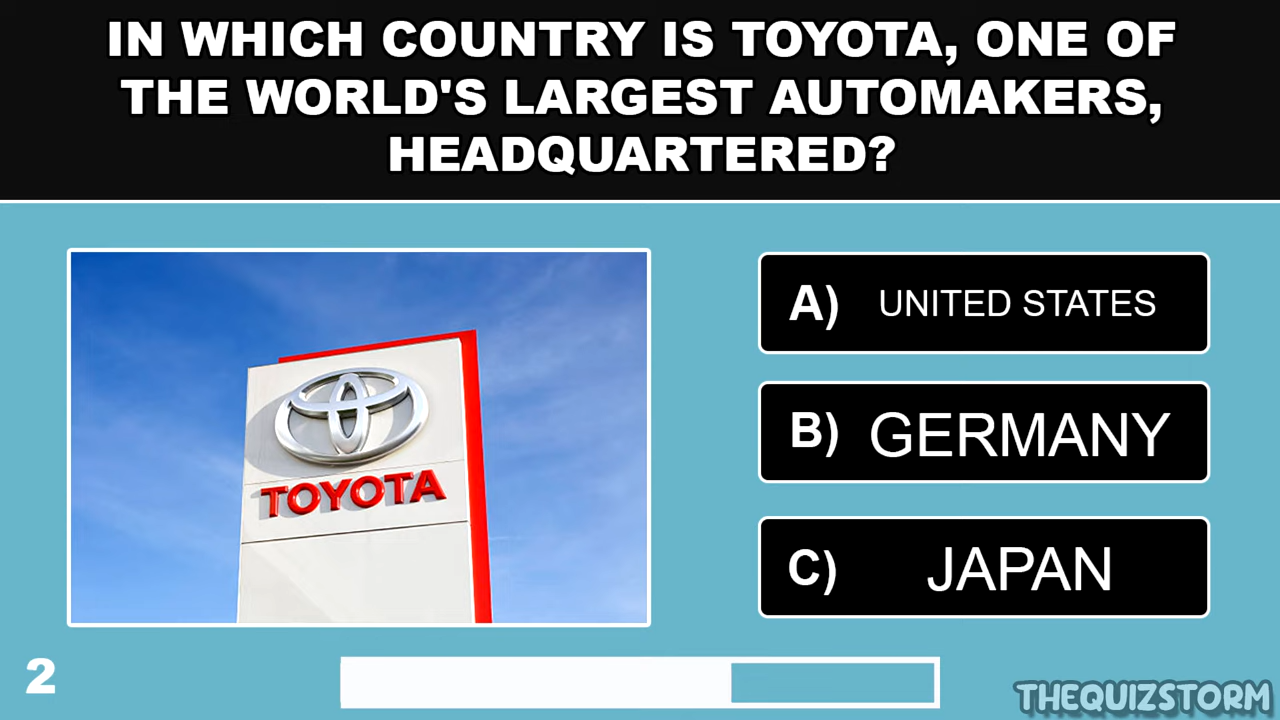 IN WHICH COUNTRY IS TOYOTA, ONE OF
THE WORLD'S LARGEST AUTOMAKERS,
HEADQUARTERED?
TOYOTA
A) UNITED STATES
B) GERMANY
C) JAPAN
2
THEQUIZSTORM